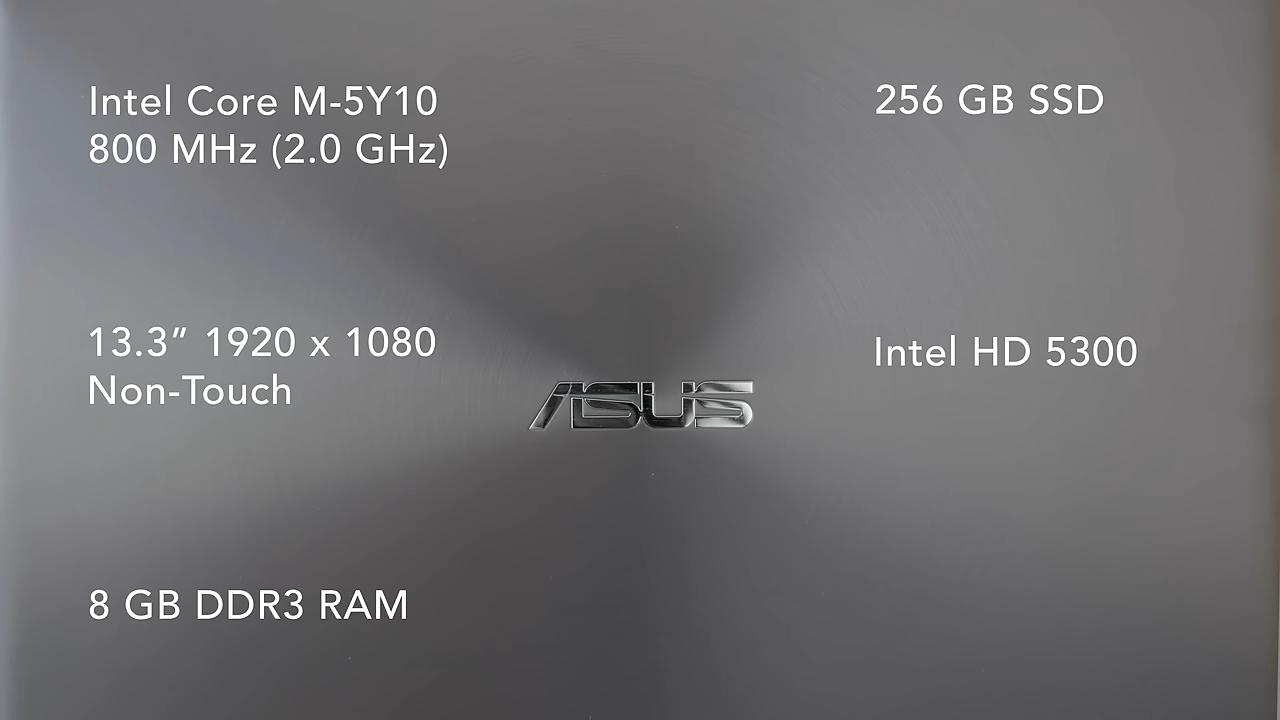 Intel Core M-5Y10
800 MHz (2.0 GHz)
256 GB SSD
13.3” 1920 x 1080
Non-Touch
Intel HD 5300
ASUS
8 GB DDR3 RAM